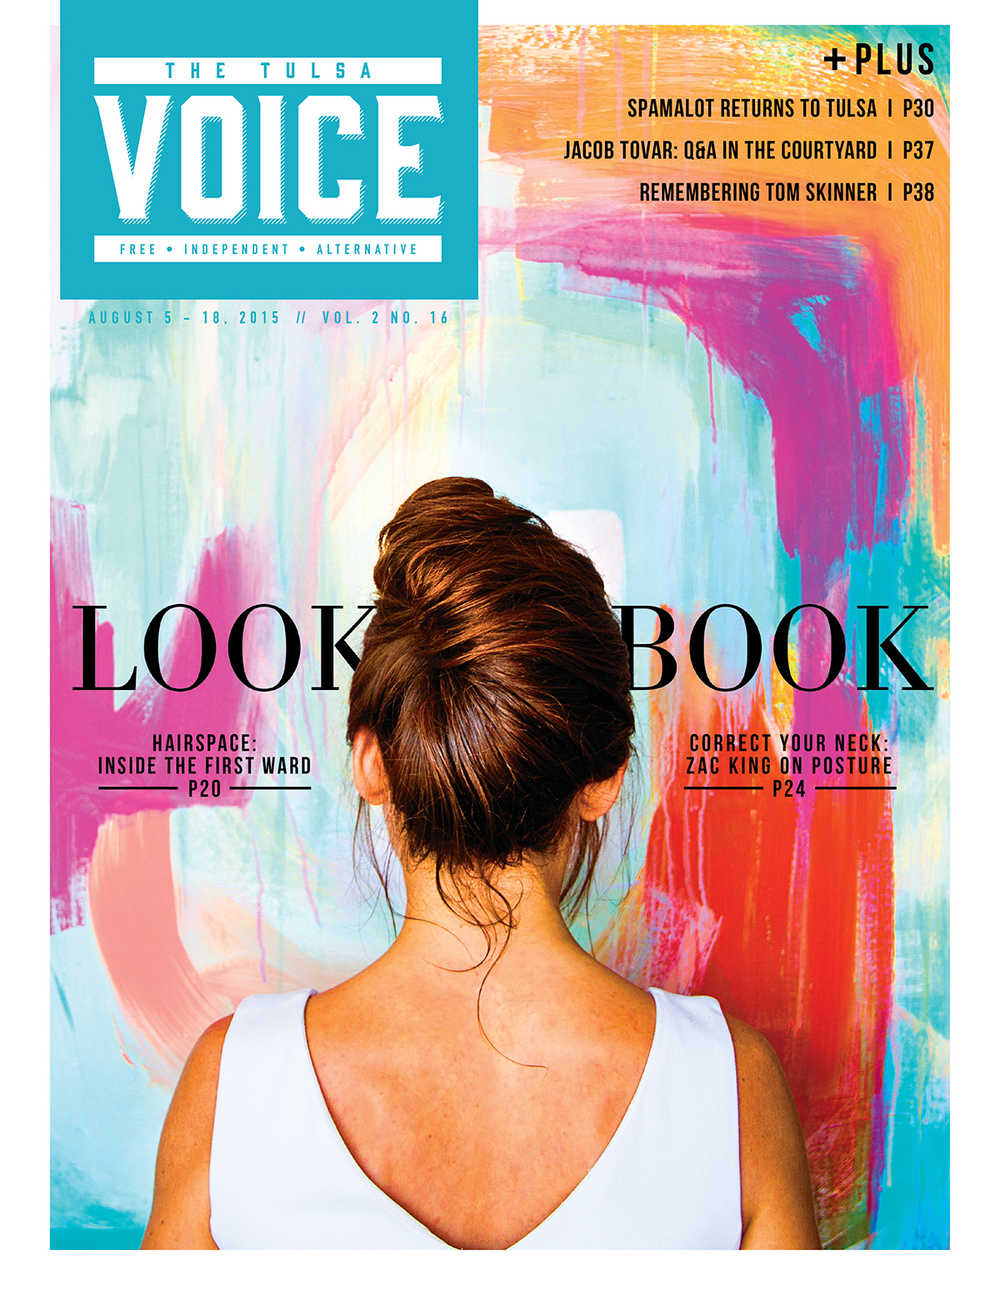 THE TULSA
VOICE
FREE • INDEPENDENT • ALTERNATIVE
AUGUST 5 – 18, 2015 // VOL. 2 NO. 16
+ PLUS
SPAMALOT RETURNS TO TULSA | P30
JACOB TOVAR: Q&A IN THE COURTYARD | P37
REMEMBERING TOM SKINNER | P38
LOOK BOOK
HAIRSPACE:
INSIDE THE FIRST WARD
P20
CORRECT YOUR NECK:
ZAC KING ON POSTURE
P24